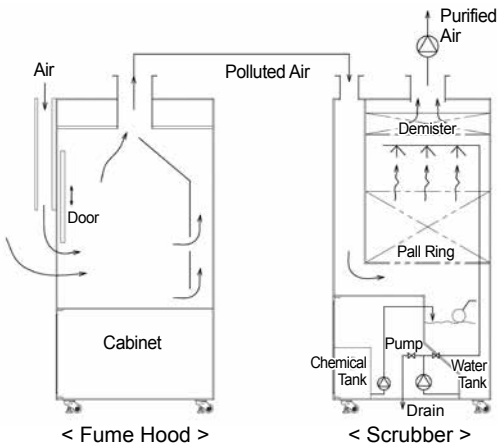 Purified
Air
Air
Polluted Air
Demister
Door
Pall Ring
Cabinet
Pump
Chemical
Tank
Water
Tank
Drain
< Fume Hood >
< Scrubber >